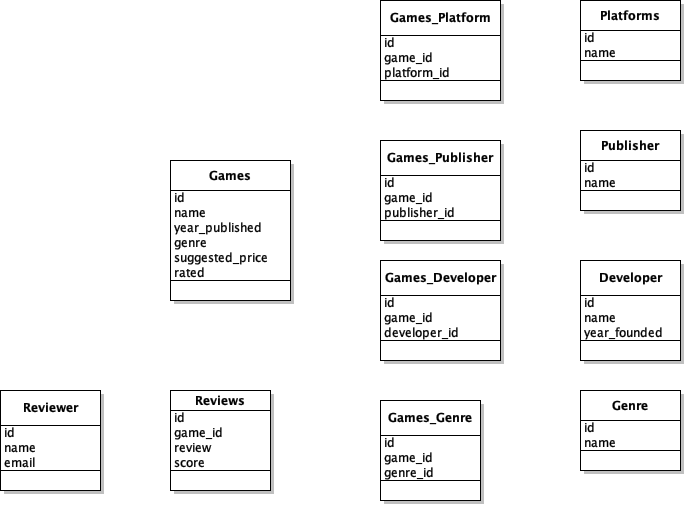 Games_Platform
id
game_id
platform_id
Platforms
id
name
Games
id
name
year_published
genre
suggested_price
rated
Games_Publisher
id
game_id
publisher_id
Publisher
id
name
Games_Developer
id
game_id
developer_id
Developer
id
name
year_founded
Reviewer
id
name
email
Reviews
id
game_id
review
score
Games_Genre
id
game_id
genre_id
Genre
id
name